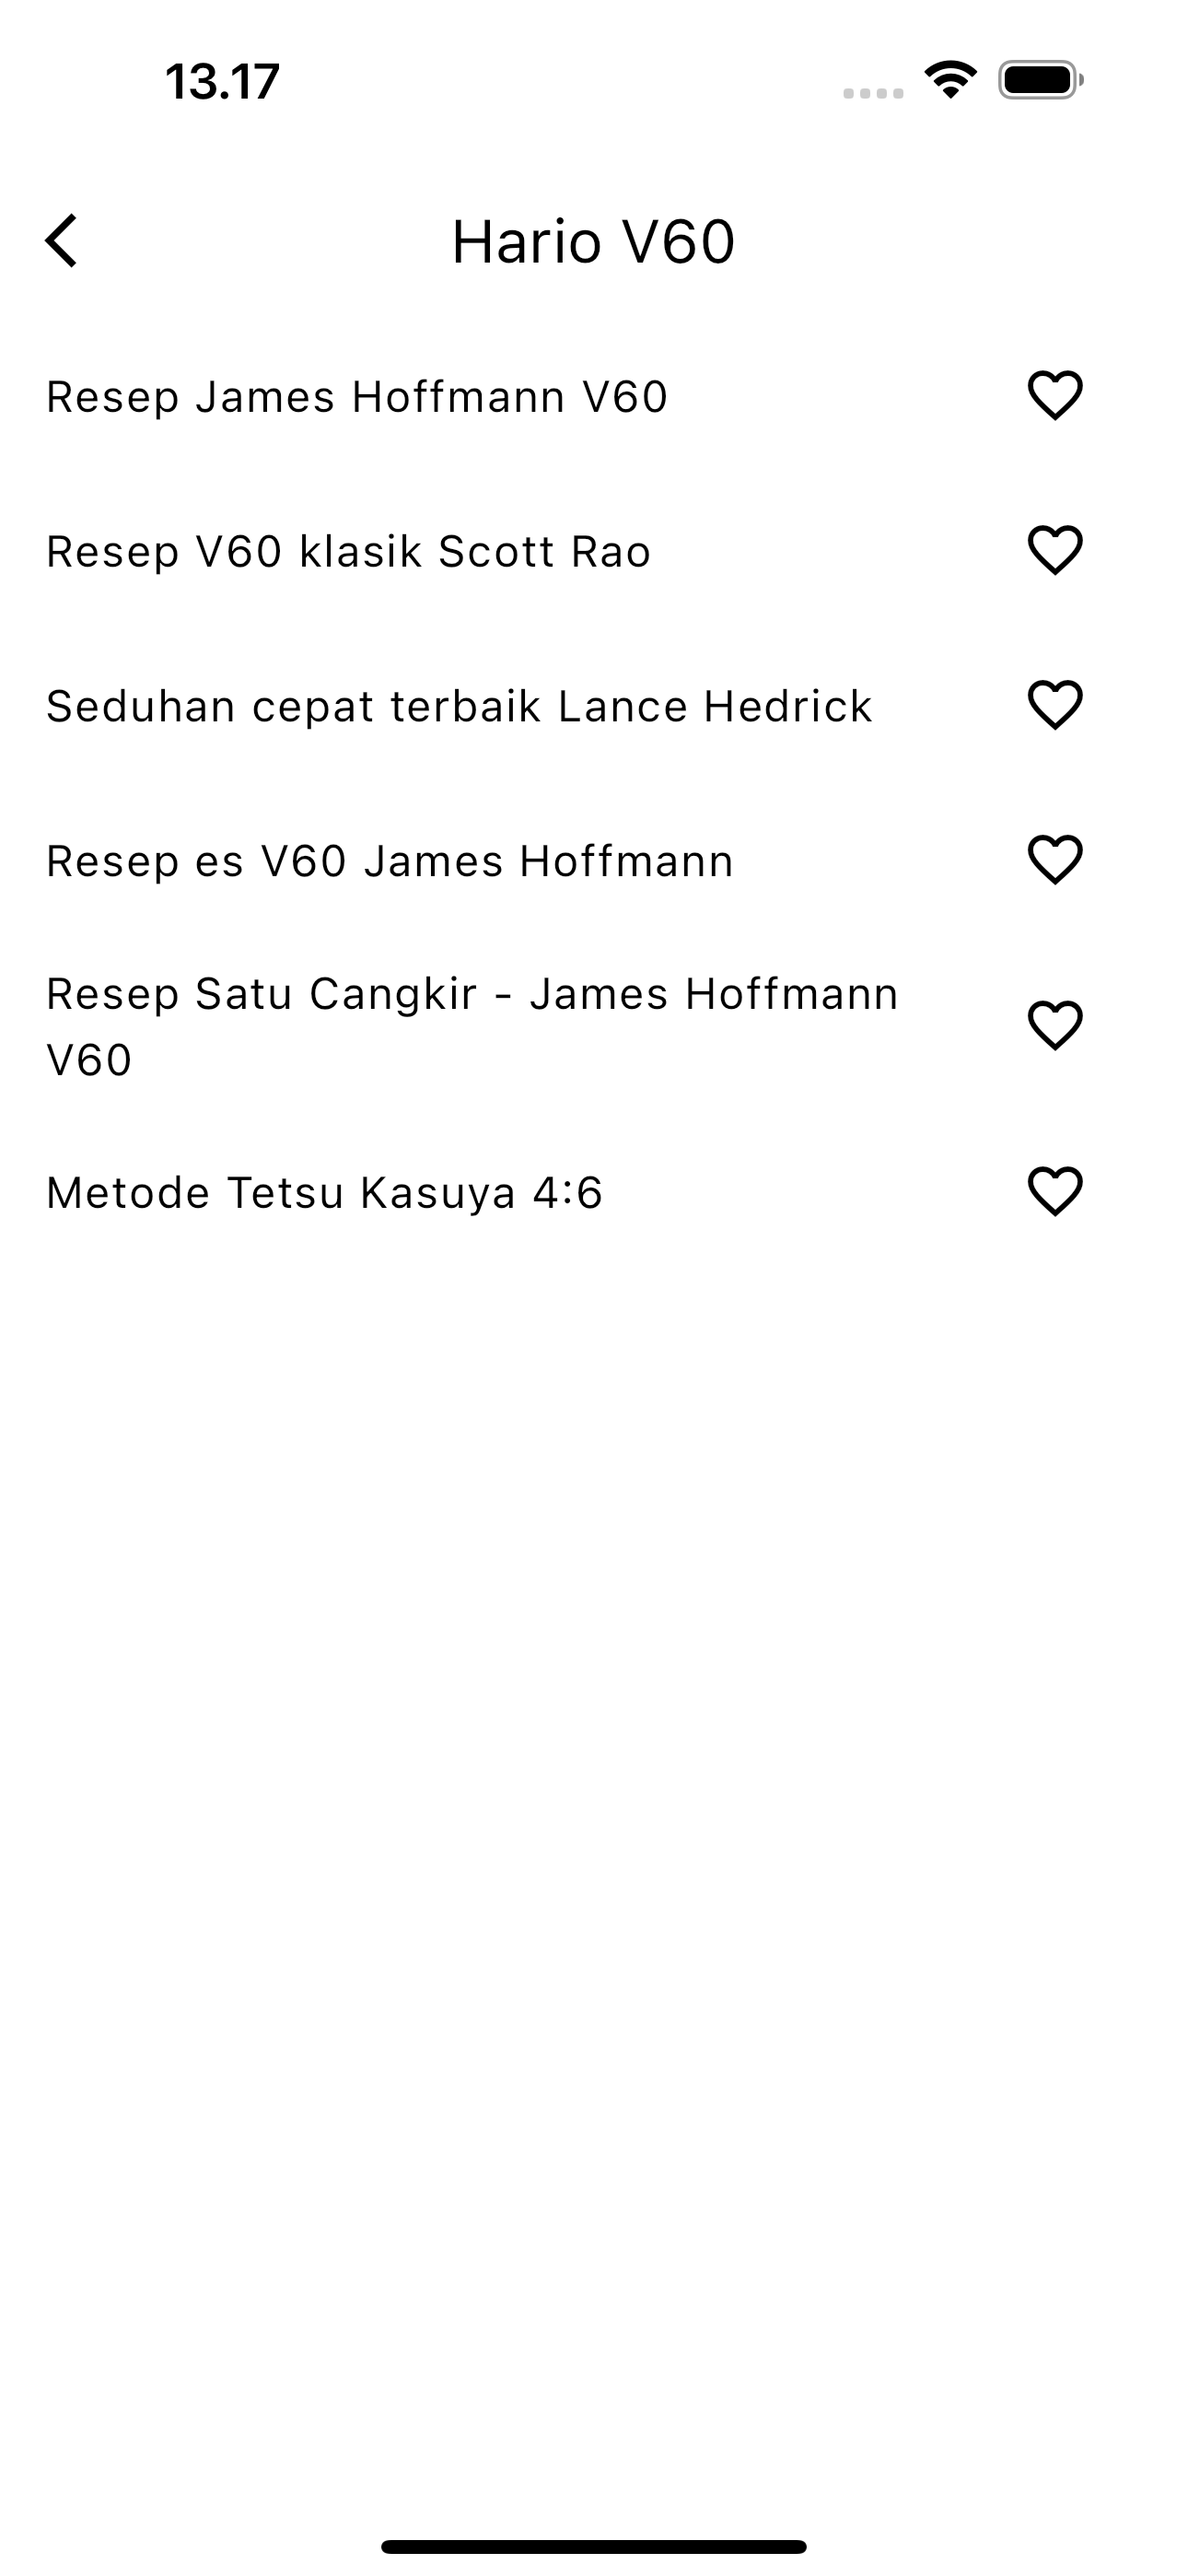 13.17
Hario V60
Resep James Hoffmann V60
Resep V60 klasik Scott Rao
Seduhan cepat terbaik Lance Hedrick
Resep es V60 James Hoffmann
Resep Satu Cangkir - James Hoffmann
V60
Metode Tetsu Kasuya 4:6